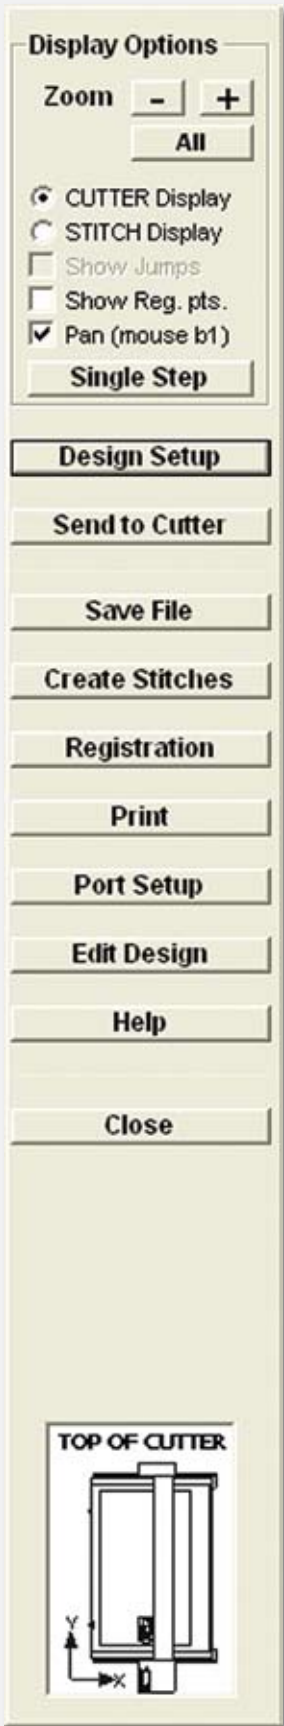 Display Options
Zoom - +
All
CUTTER Display
STITCH Display
Show Jumps
Show Reg. pts.
Pan (mouse b1)
Single Step
Design Setup
Send to Cutter
Save File
Create Stitches
Registration
Print
Port Setup
Edit Design
Help
Close
TOP OF CUTTER
Y
X